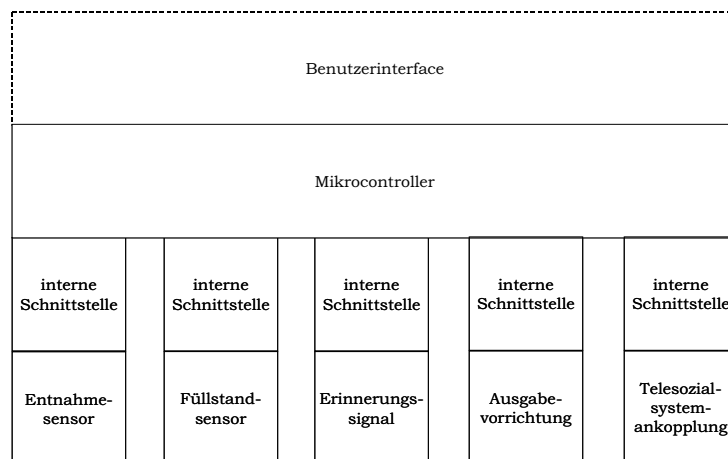 Benutzerinterface
Mikrocontroller
interne
Schnittstelle
interne
Schnittstelle
interne
Schnittstelle
interne
Schnittstelle
interne
Schnittstelle
Entnahme-
sensor
Füllstand-
sensor
Erinnerungs-
signal
Ausgabe-
vorrichtung
Telesozial-
system-
ankopplung